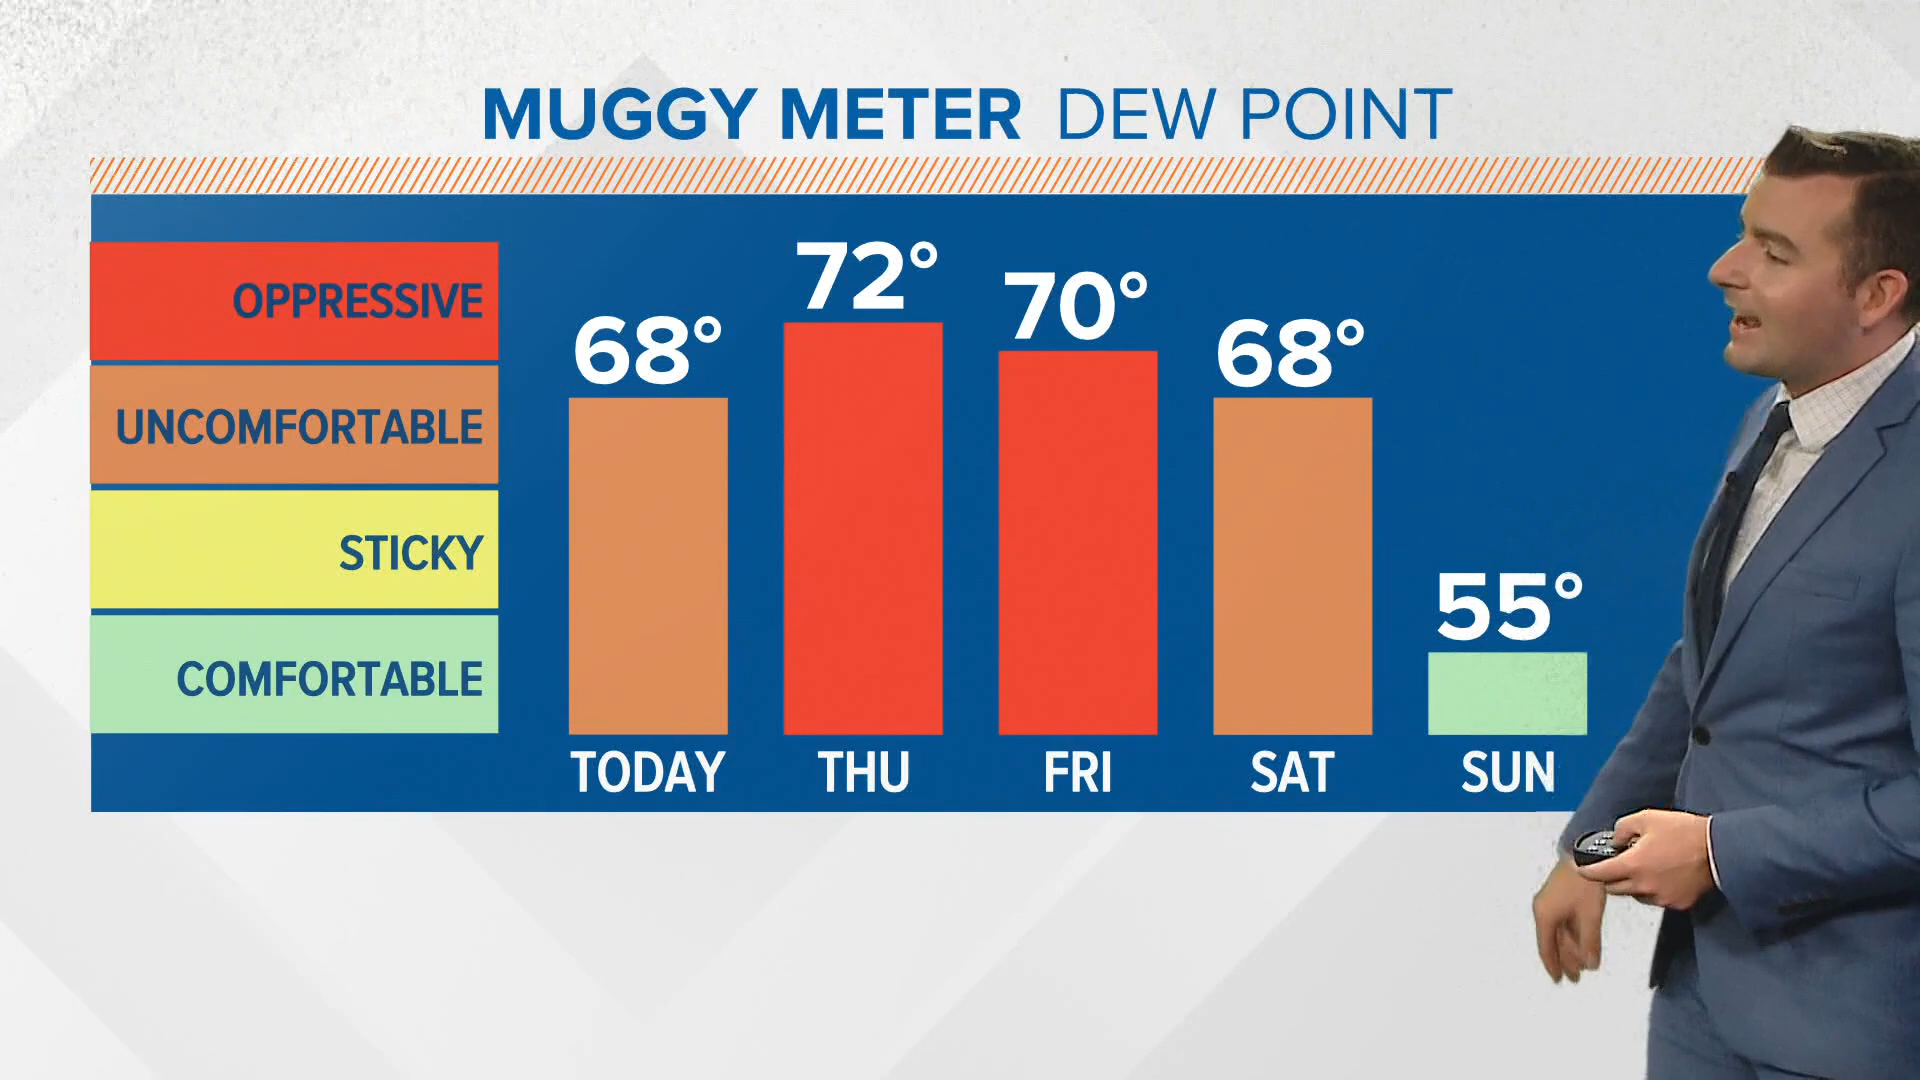 MUGGY METER DEW POINT
OPPRESSIVE
UNCOMFORTABLE
STICKY
COMFORTABLE
68°
72°
70°
68°
55°
TODAY
THU
FRI
SAT
SUN